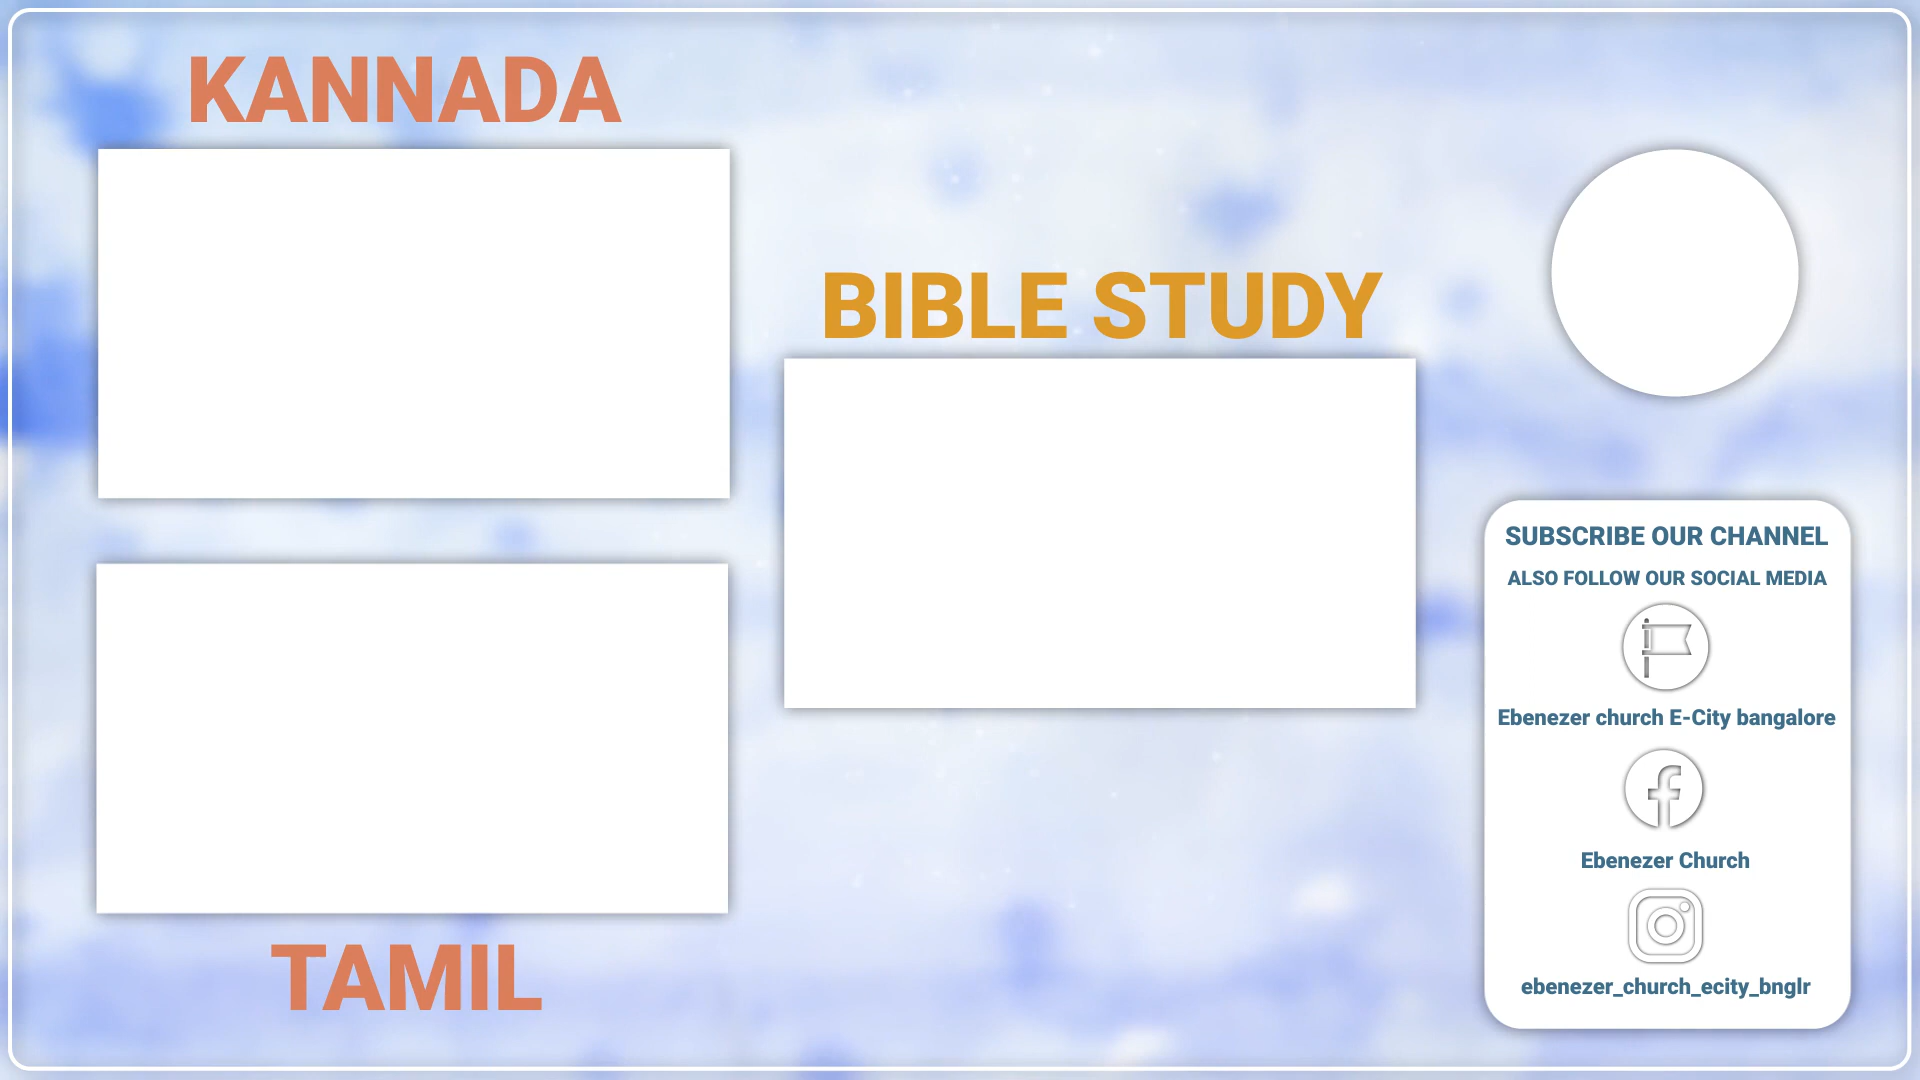 KANNADA
BIBLE STUDY
TAMIL
SUBSCRIBE OUR CHANNEL
ALSO FOLLOW OUR SOCIAL MEDIA
Ebenezer church E-City bangalore
Ebenezer Church
ebenezer_church_ecity_bnglr